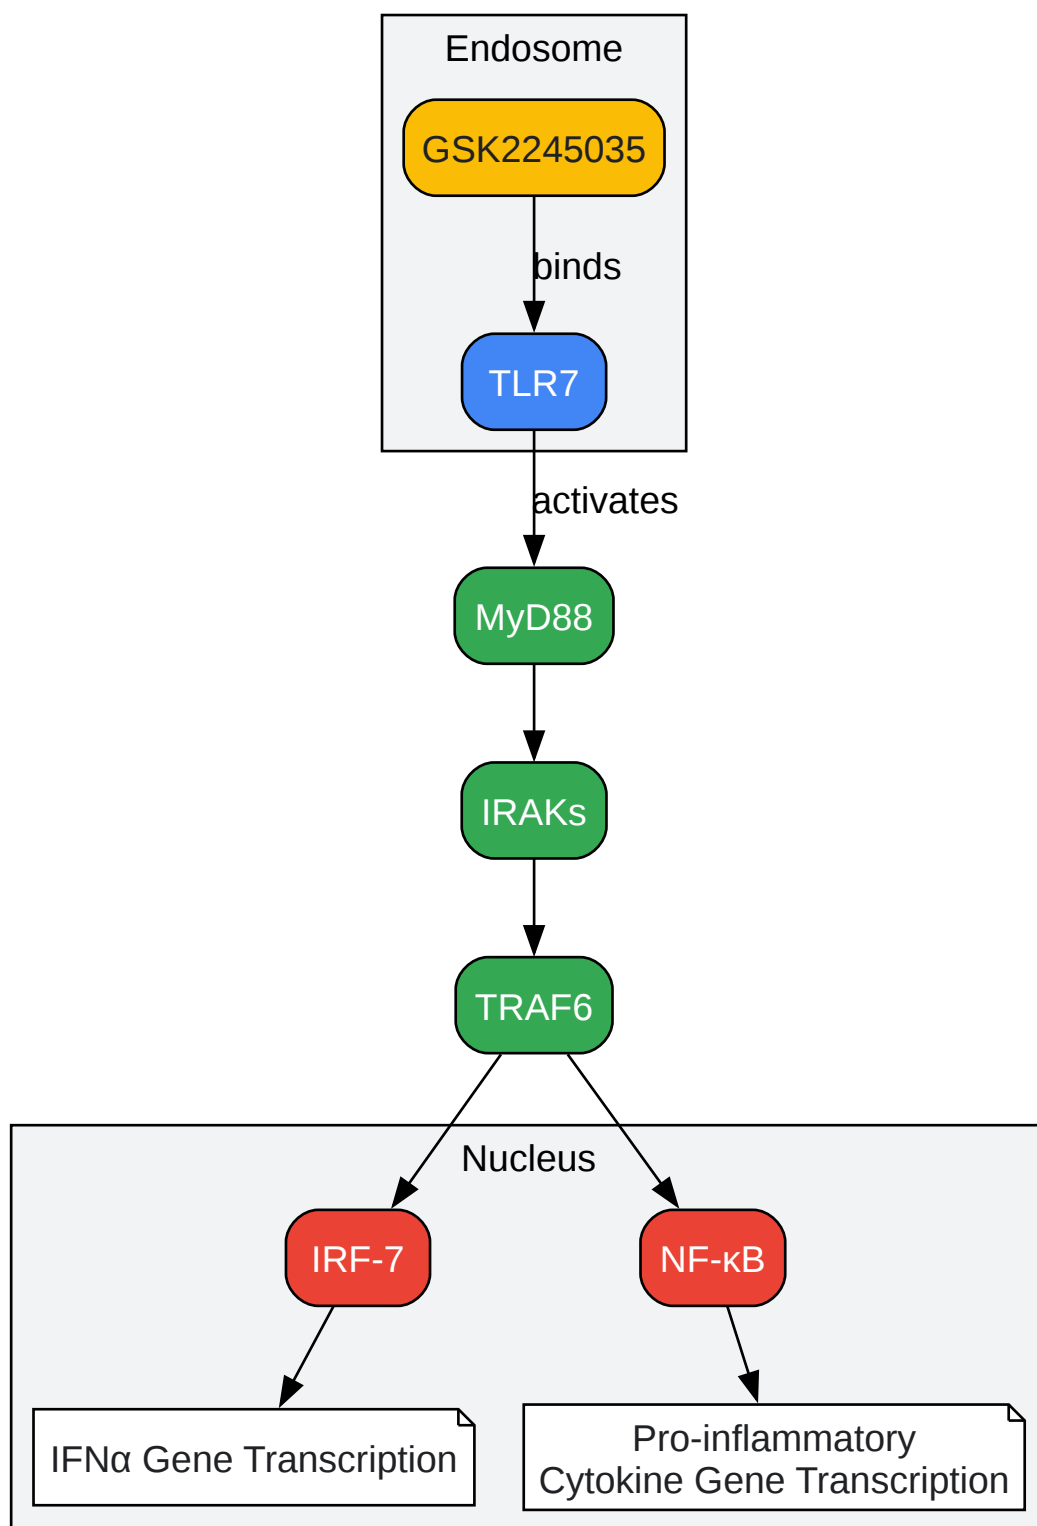 Endosome
GSK2245035
binds
TLR7
activates
MyD88
IRAKs
TRAF6
Nucleus
IRF-7
NF-κB
IFNα Gene Transcription
Pro-inflammatory
Cytokine Gene Transcription